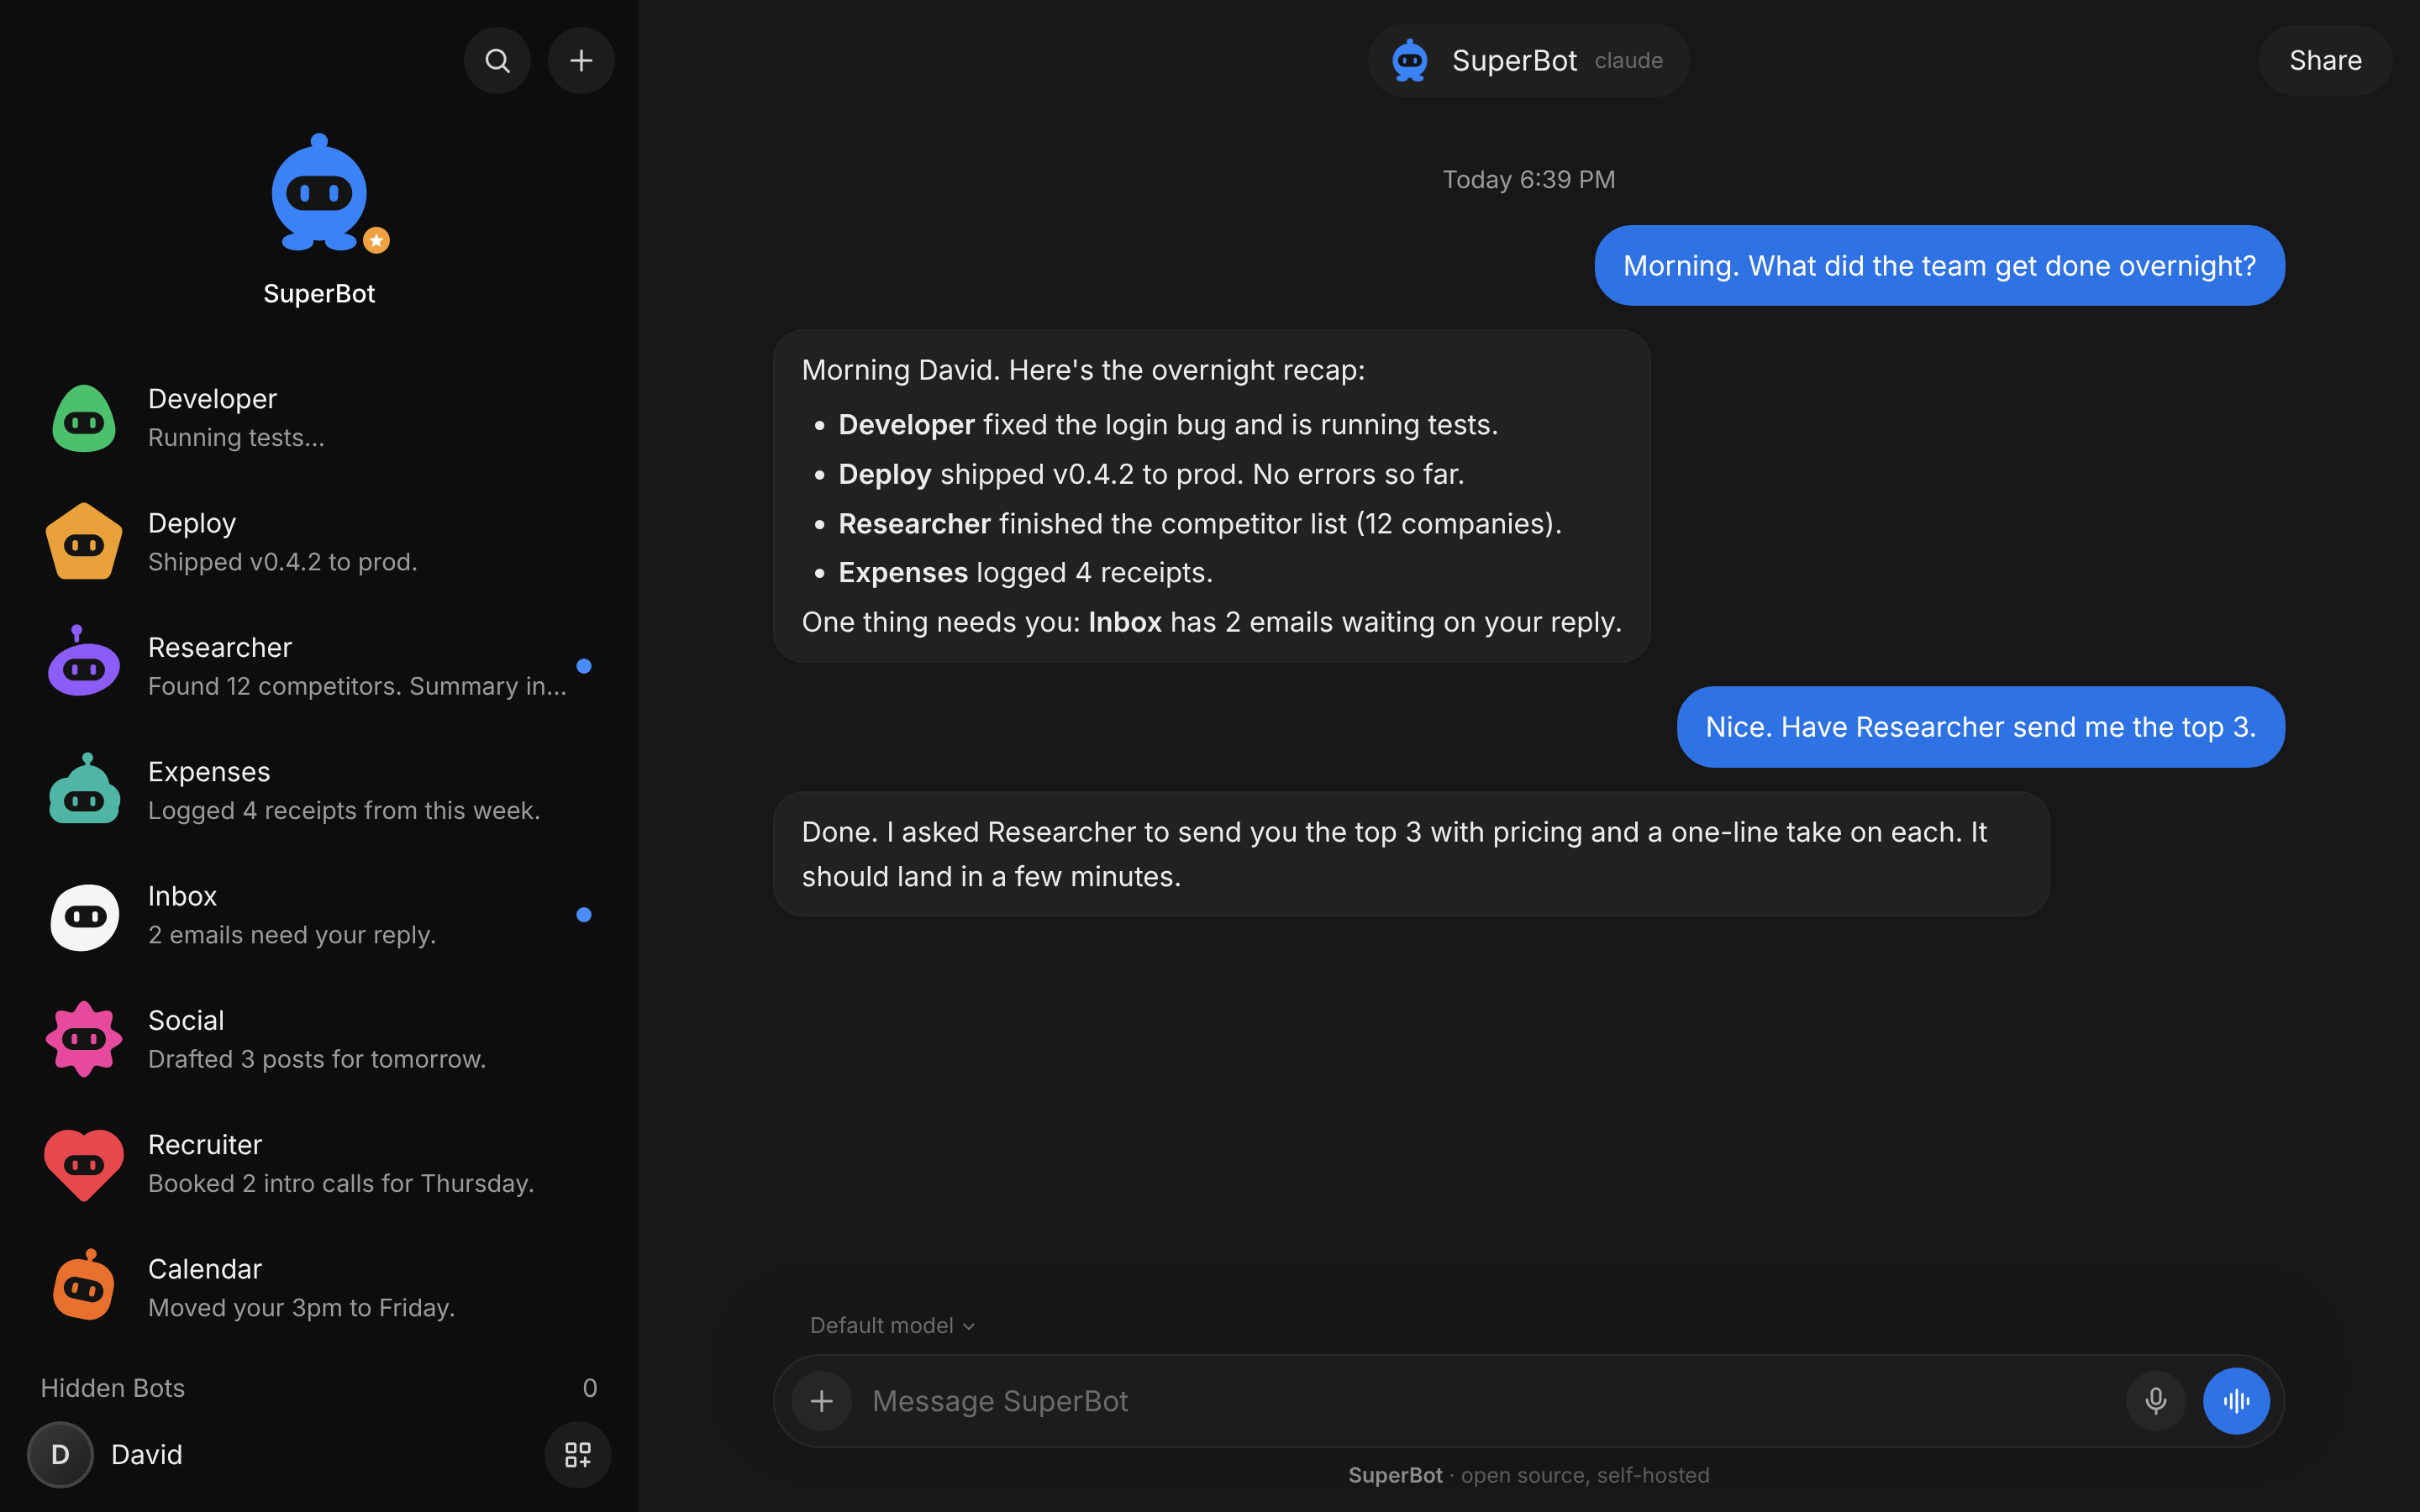 SuperBot
Developer
Running tests...
Deploy
Shipped v0.4.2 to prod.
Researcher
Found 12 competitors. Summary in...
Expenses
Logged 4 receipts from this week.
Inbox
2 emails need your reply.
Social
Drafted 3 posts for tomorrow.
Recruiter
Booked 2 intro calls for Thursday.
Calendar
Moved your 3pm to Friday.
Hidden Bots 0
D David
SuperBot claude
Share
Today 6:39 PM
Morning. What did the team get done overnight?
Morning David. Here's the overnight recap:
• Developer fixed the login bug and is running tests.
• Deploy shipped v0.4.2 to prod. No errors so far.
• Researcher finished the competitor list (12 companies).
• Expenses logged 4 receipts.
One thing needs you: Inbox has 2 emails waiting on your reply.
Nice. Have Researcher send me the top 3.
Done. I asked Researcher to send you the top 3 with pricing and a one-line take on each. It
should land in a few minutes.
Default model
Message SuperBot
SuperBot · open source, self-hosted